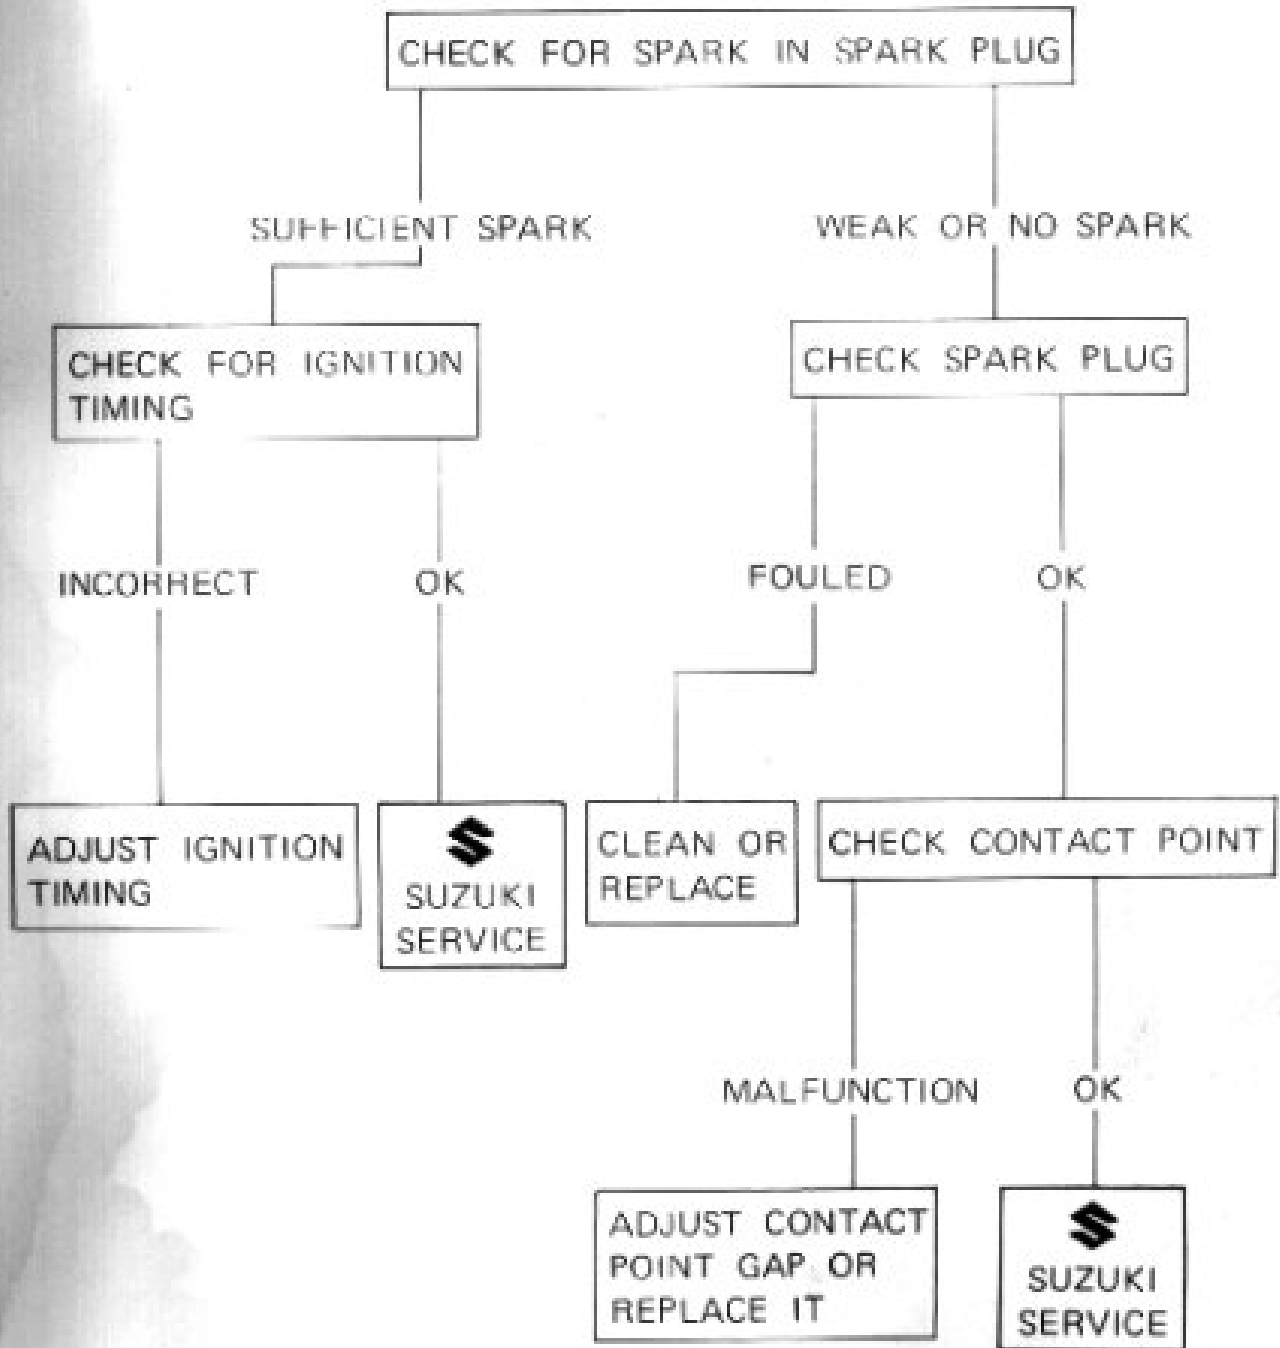 CHECK FOR SPARK IN SPARK PLUG
SUFFICIENT SPARK
WEAK OR NO SPARK
CHECK FOR IGNITION
TIMING
CHECK SPARK PLUG
INCORRECT
OK
FOULED
OK
ADJUST IGNITION
TIMING
SUZUKI
SERVICE
CLEAN OR
REPLACE
CHECK CONTACT POINT
MALFUNCTION
OK
ADJUST CONTACT
POINT GAP OR
REPLACE IT
SUZUKI
SERVICE